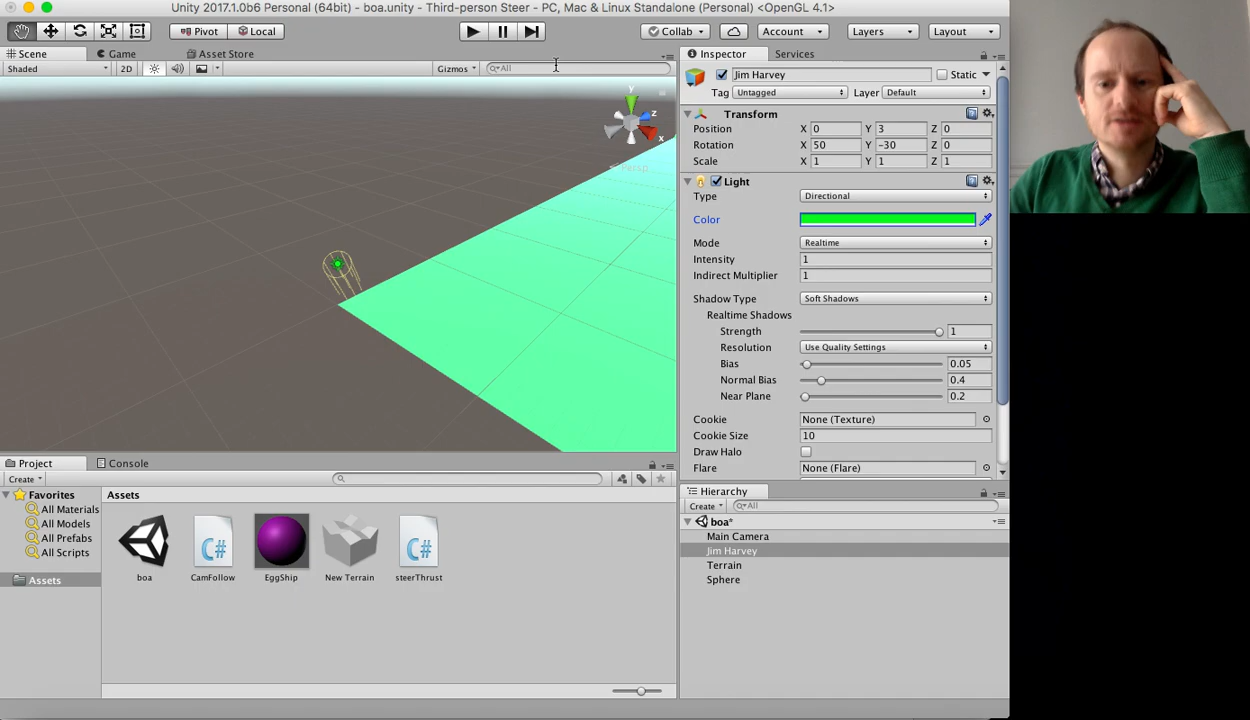 Unity 2017.1.0b6 Personal (64bit) - boa.unity - Third-person Steer - PC, Mac & Linux Standalone (Personal) <OpenGL 4.1>
Pivot Local Collab Account Layers Layout
Scene Game Asset Store
Shaded 2D Gizmos All
y
z
x
Persp
Inspector Services
Jim Harvey Static
Tag Untagged Layer Default
Transform
Position X 0 Y 3 Z 0
Rotation X 50 Y -30 Z 0
Scale X 1 Y 1 Z 1
Light
Type Directional
Color
Mode Realtime
Intensity 1
Indirect Multiplier 1
Shadow Type Soft Shadows
Realtime Shadows
Strength 1
Resolution Use Quality Settings
Bias 0.05
Normal Bias 0.4
Near Plane 0.2
Cookie None (Texture)
Cookie Size 10
Draw Halo
Flare None (Flare)
Project Console
Create
Favorites
All Materials
All Models
All Prefabs
All Scripts
Assets
Assets
boa CamFollow EggShip New Terrain steerThrust
C# C#
Hierarchy
Create All
boa*
Main Camera
Jim Harvey
Terrain
Sphere